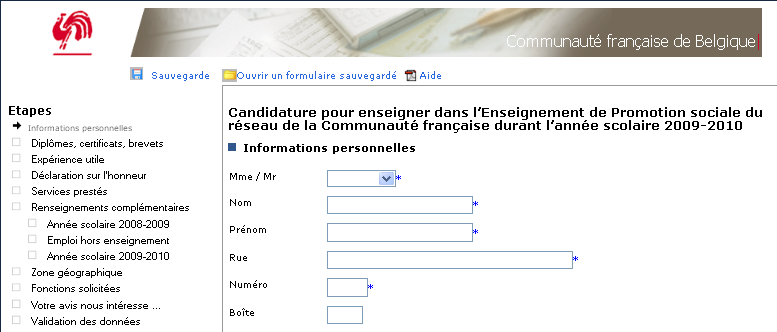 Communauté française de Belgique
Sauvegarde Ouvrir un formulaire sauvegardé Aide
Etapes
Informations personnelles
Diplômes, certificats, brevets
Expérience utile
Déclaration sur l'honneur
Services prestés
Renseignements complémentaires
Année scolaire 2008-2009
Emploi hors enseignement
Année scolaire 2009-2010
Zone géographique
Fonctions solicitées
Votre avis nous intéresse ...
Validation des données
Candidature pour enseigner dans l'Enseignement de Promotion sociale du
réseau de la Communauté française durant l'année scolaire 2009-2010
Informations personnelles
Mme / Mr *
Nom *
Prénom *
Rue *
Numéro *
Boîte